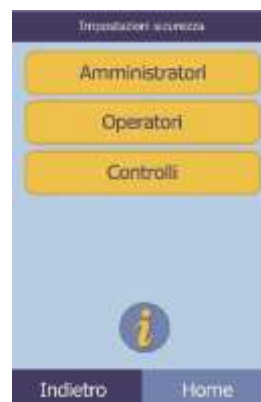 Impostazioni sicurezza
Amministratori
Operatori
Controlli
i
Indietro Home